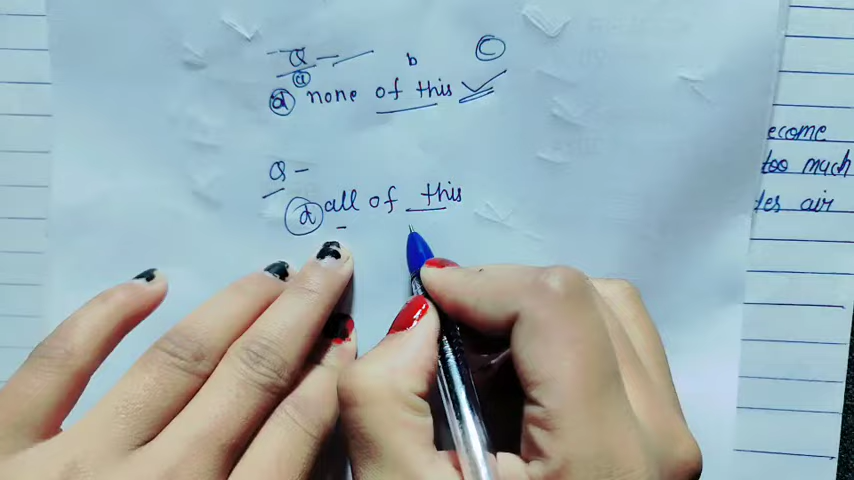 Q - b c
a
d none of this
Q -
d all of this
ecome
too much
tes air